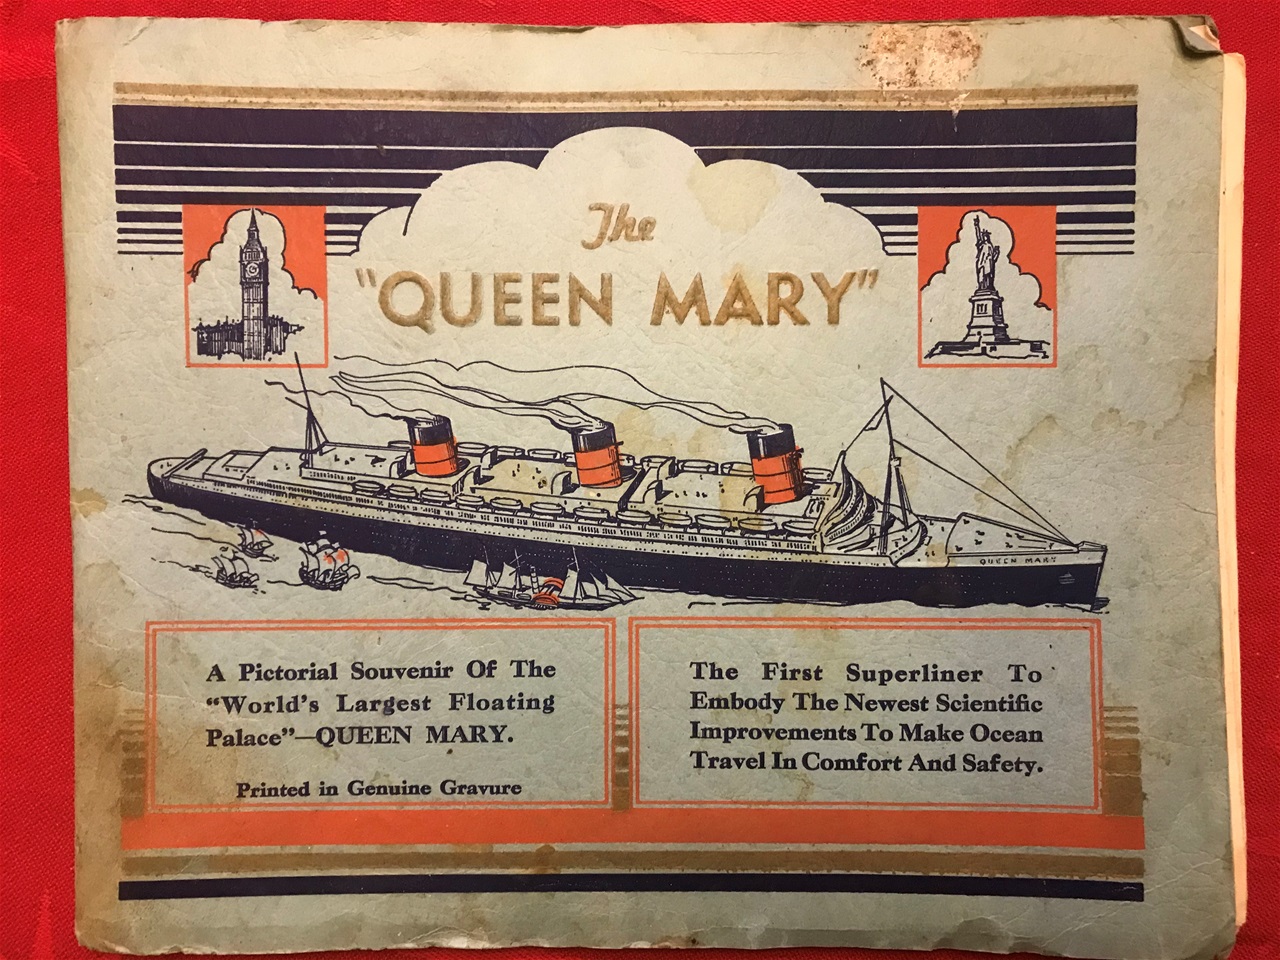 The
"QUEEN MARY"
QUEEN MARY
A Pictorial Souvenir Of The
"World's Largest Floating
Palace"—QUEEN MARY.
Printed in Genuine Gravure
The First Superliner To
Embody The Newest Scientific
Improvements To Make Ocean
Travel In Comfort And Safety.